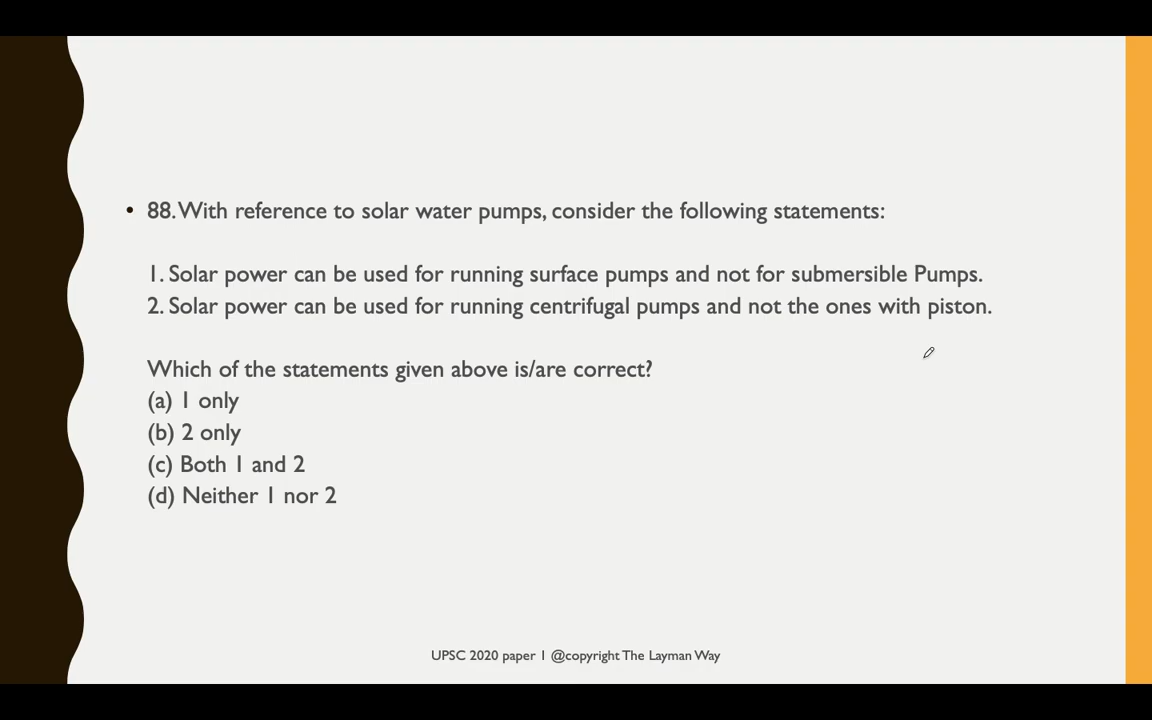 • 88. With reference to solar water pumps, consider the following statements:
1. Solar power can be used for running surface pumps and not for submersible Pumps.
2. Solar power can be used for running centrifugal pumps and not the ones with piston.
Which of the statements given above is/are correct?
(a) 1 only
(b) 2 only
(c) Both 1 and 2
(d) Neither 1 nor 2
UPSC 2020 paper 1 @copyright The Layman Way